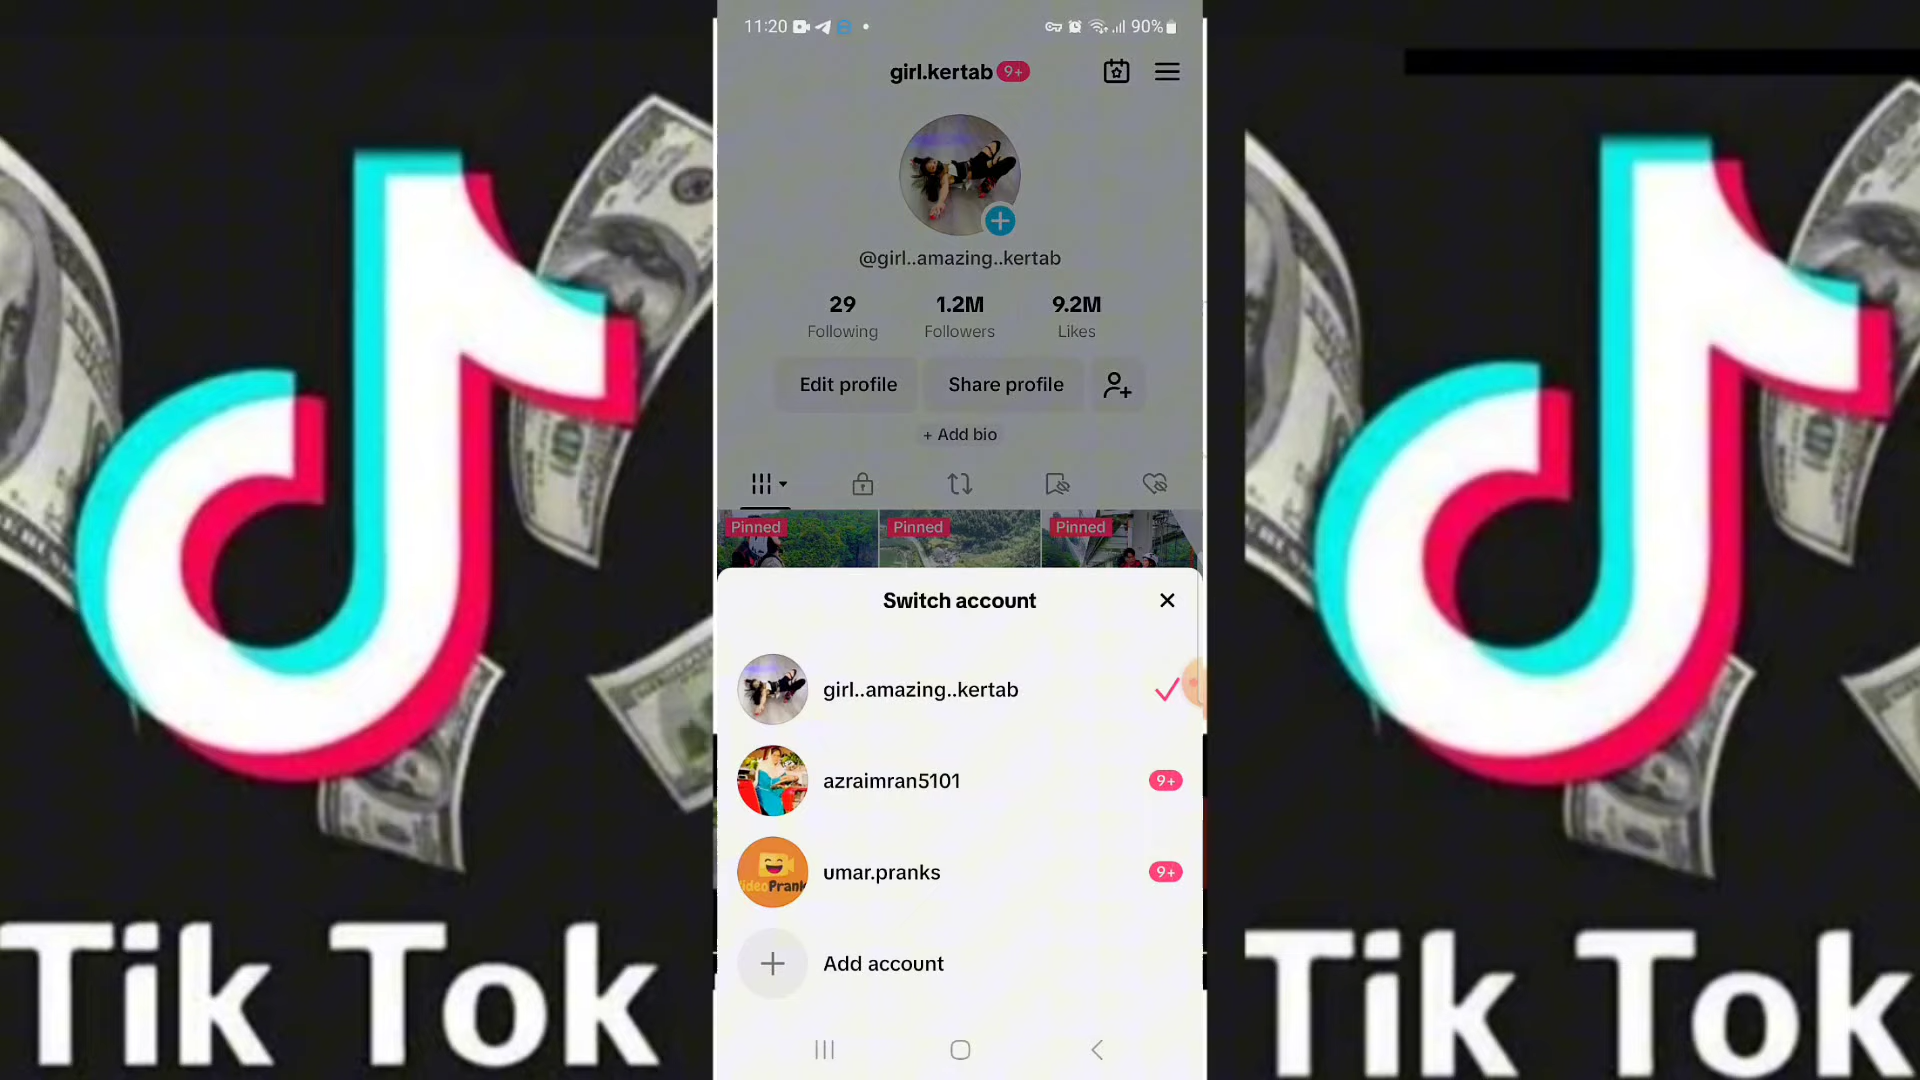 11:20
90%
girl.kertab 9+
@girl..amazing..kertab
29 1.2M 9.2M
Following Followers Likes
Edit profile Share profile
+ Add bio
Pinned Pinned Pinned
Switch account
girl..amazing..kertab
azraimran5101 9+
umar.pranks 9+
Add account
Tik Tok
Tik Tok